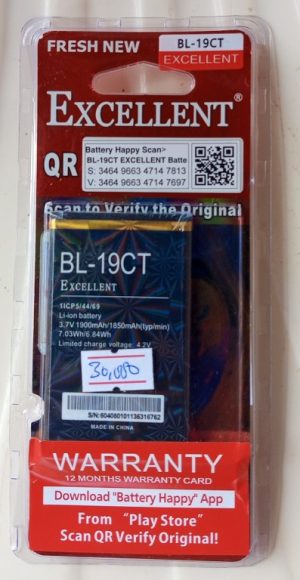 FRESH NEW
BL-19CT
EXCELLENT
EXCELLENT®
QR
Battery Happy Scan>
BL-19CT EXCELLENT Batte
S: 3464 9663 4714 7813
V: 3464 9663 4714 7697
Scan to Verify the Original
BL-19CT
EXCELLENT
1ICP5/44/69
Li-ion battery
3.7V 1900mAh/1850mAh(typ/min)
7.03Wh/6.84Wh
Limited charge voltage: 4.2V
30,000
S/N:604080101136316762
MADE IN CHINA
WARRANTY
12 MONTHS WARRANTY CARD
Download "Battery Happy" App
From "Play Store"
Scan QR Verify Original!